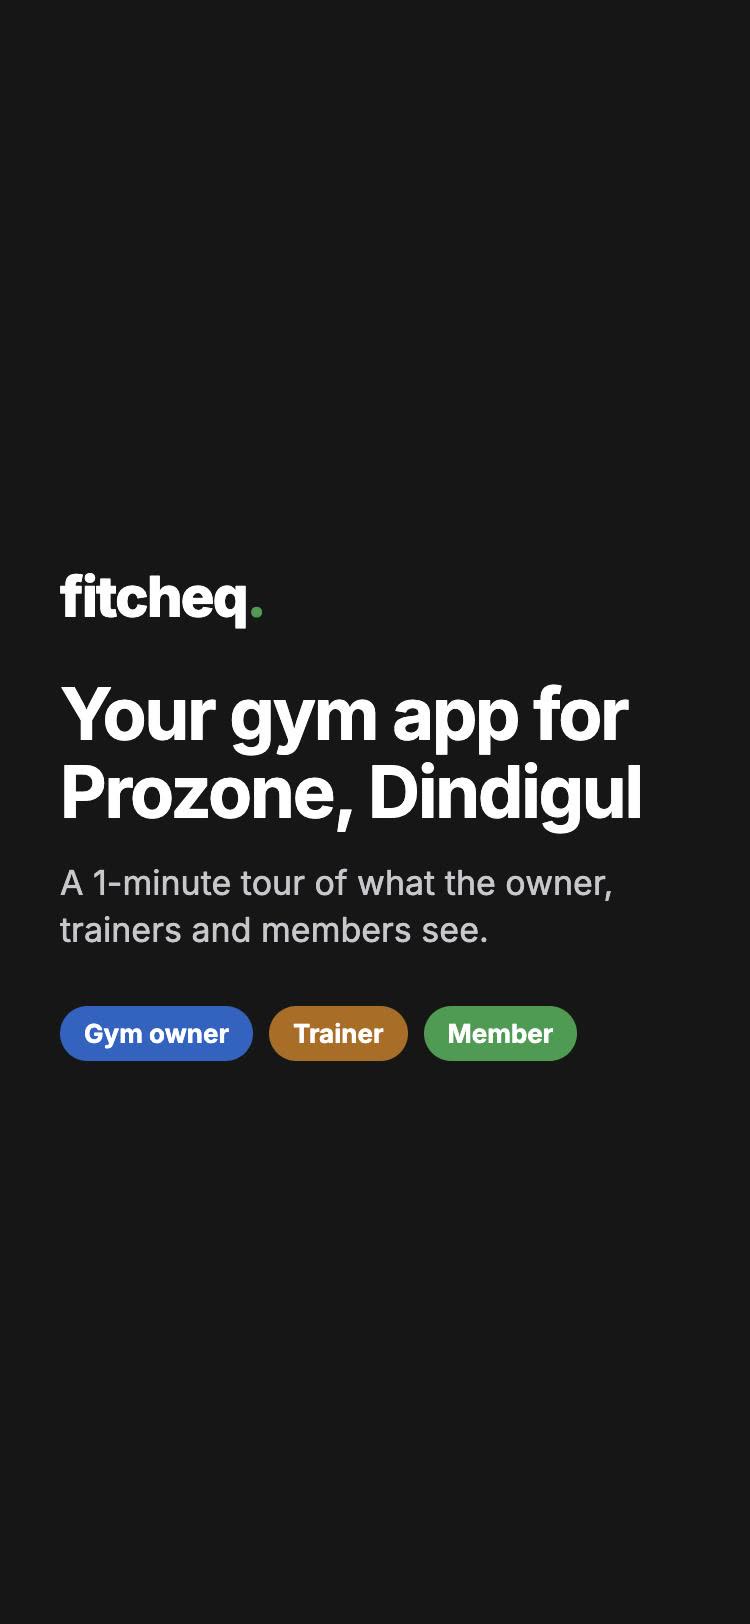 fitcheq.
Your gym app for
Prozone, Dindigul
A 1-minute tour of what the owner,
trainers and members see.
Gym owner
Trainer
Member